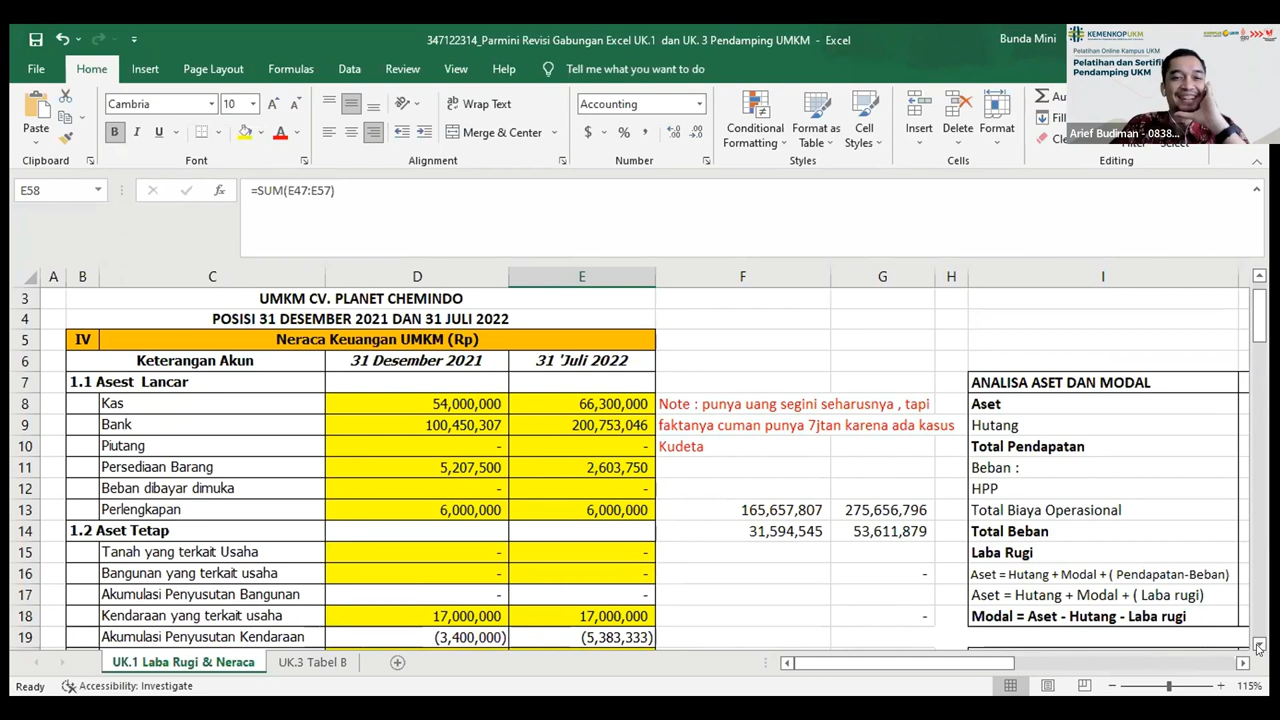 347122314_Parmini Revisi Gabungan Excel UK.1 dan UK. 3 Pendamping UMKM - Excel
Bunda Mini
KEMENKOPUKM
Pelatihan Online Kampus UKM
Pelatihan dan Sertifi
Pendamping UKM
Arief Budiman - 0838...
File Home Insert Page Layout Formulas Data Review View Help Tell me what you want to do
Cambria 10 Wrap Text Accounting Au
Paste B I U A Merge & Center $ % Conditional Formatting Format as Table Cell Styles Insert Delete Format Fil
Cle
Clipboard Font Alignment Number Styles Cells Editing
E58 fx =SUM(E47:E57)
A B C D E F G H I
3 UMKM CV. PLANET CHEMINDO
4 POSISI 31 DESEMBER 2021 DAN 31 JULI 2022
5 IV Neraca Keuangan UMKM (Rp)
6 Keterangan Akun 31 Desember 2021 31 'Juli 2022
7 1.1 Asest Lancar ANALISA ASET DAN MODAL
8 Kas 54,000,000 66,300,000 Note : punya uang segini seharusnya , tapi Aset
9 Bank 100,450,307 200,753,046 faktanya cuman punya 7jtan karena ada kasus Hutang
10 Piutang - - Kudeta Total Pendapatan
11 Persediaan Barang 5,207,500 2,603,750 Beban :
12 Beban dibayar dimuka - - HPP
13 Perlengkapan 6,000,000 6,000,000 165,657,807 275,656,796 Total Biaya Operasional
14 1.2 Aset Tetap 31,594,545 53,611,879 Total Beban
15 Tanah yang terkait Usaha - - Laba Rugi
16 Bangunan yang terkait usaha - - - Aset = Hutang + Modal + ( Pendapatan-Beban)
17 Akumulasi Penyusutan Bangunan - - Aset = Hutang + Modal + ( Laba rugi)
18 Kendaraan yang terkait usaha 17,000,000 17,000,000 - Modal = Aset - Hutang - Laba rugi
19 Akumulasi Penyusutan Kendaraan (3,400,000) (5,383,333)
UK.1 Laba Rugi & Neraca UK.3 Tabel B
Ready Accessibility: Investigate 115%